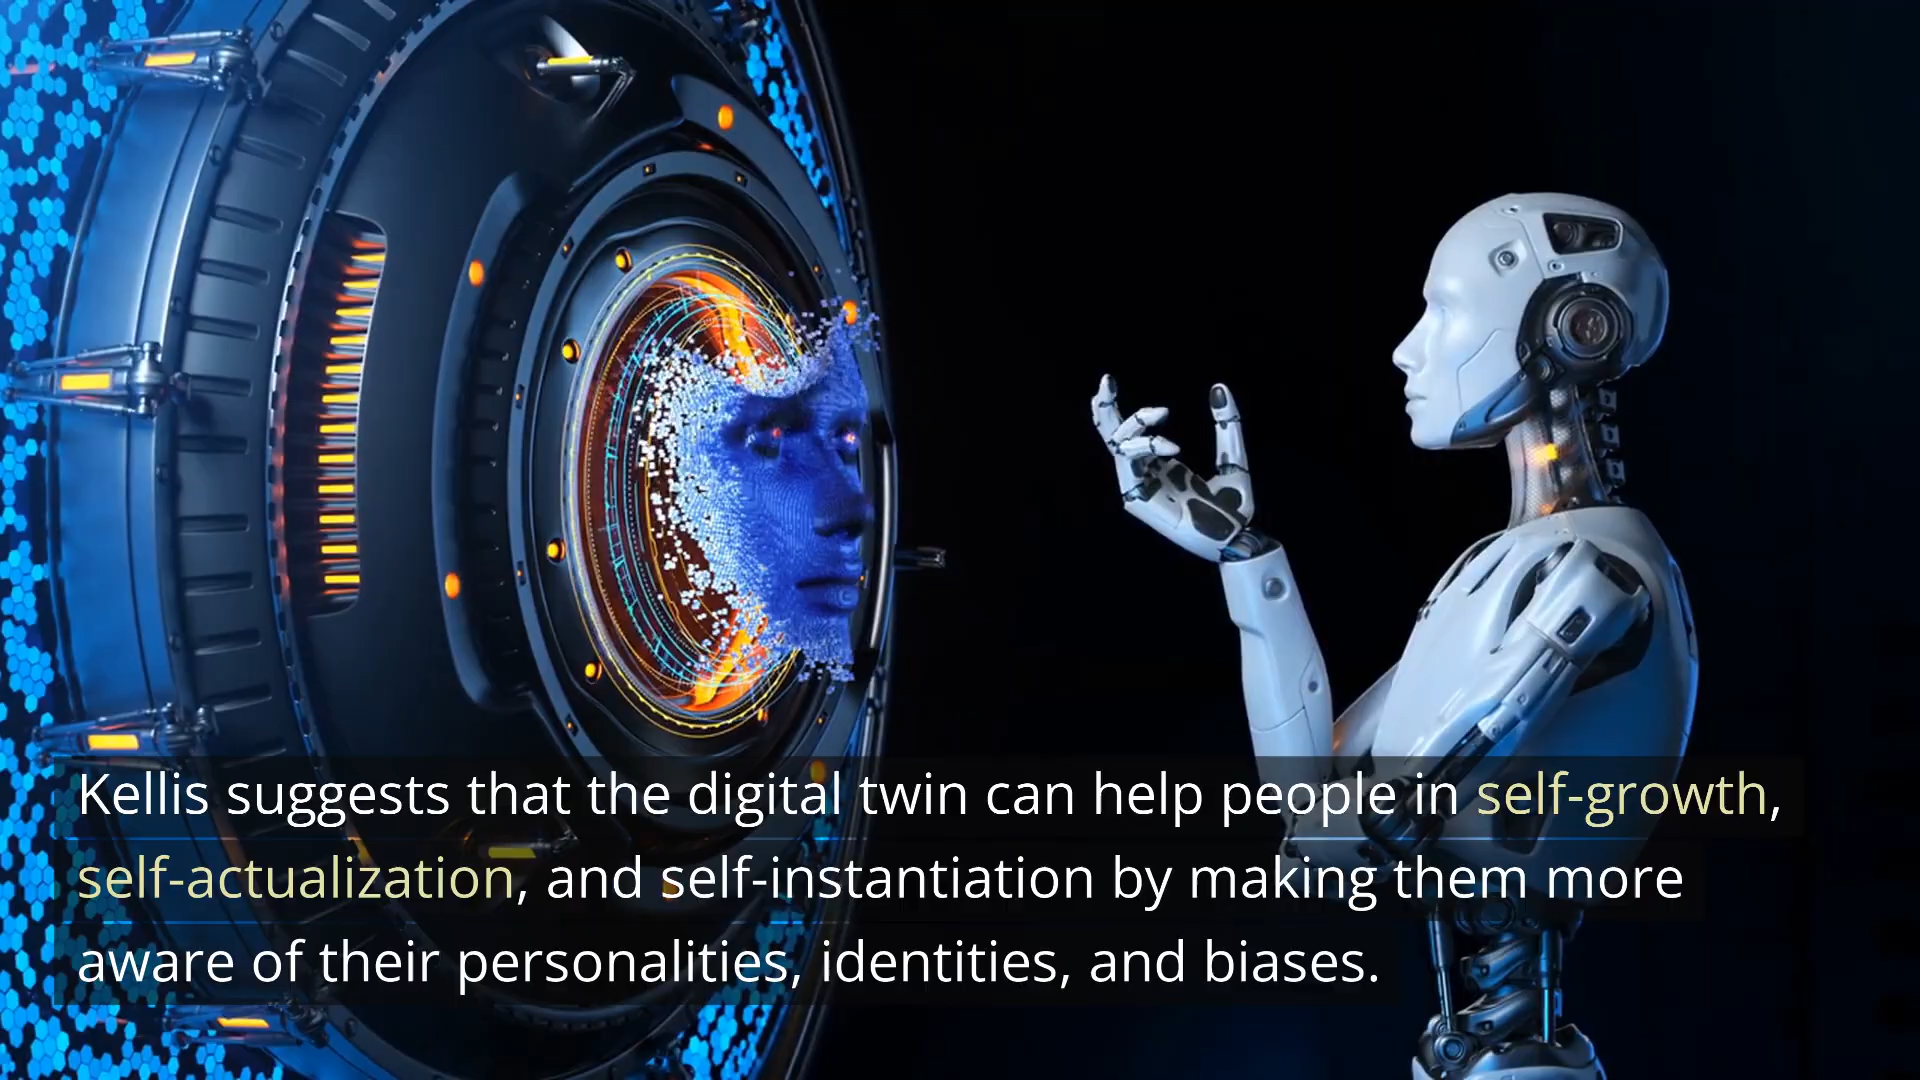 Kellis suggests that the digital twin can help people in self-growth,
self-actualization, and self-instantiation by making them more
aware of their personalities, identities, and biases.